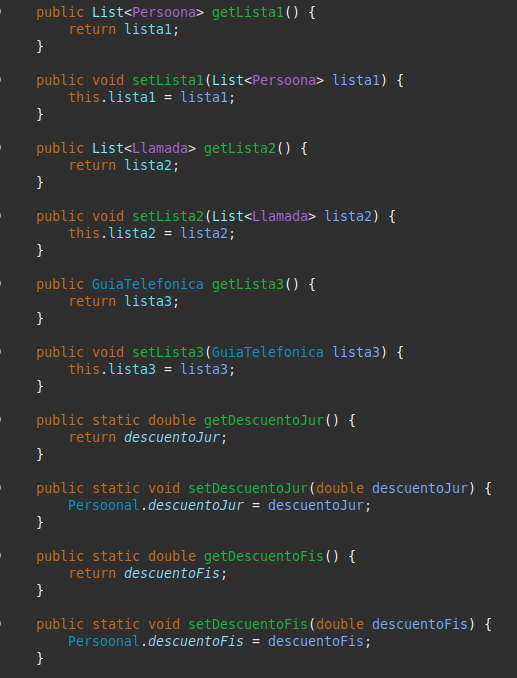 public List<Persoona> getLista1() {
return lista1;
}
public void setLista1(List<Persoona> lista1) {
this.lista1 = lista1;
}
public List<Llamada> getLista2() {
return lista2;
}
public void setLista2(List<Llamada> lista2) {
this.lista2 = lista2;
}
public GuiaTelefonica getLista3() {
return lista3;
}
public void setLista3(GuiaTelefonica lista3) {
this.lista3 = lista3;
}
public static double getDescuentoJur() {
return descuentoJur;
}
public static void setDescuentoJur(double descuentoJur) {
Persoonal.descuentoJur = descuentoJur;
}
public static double getDescuentoFis() {
return descuentoFis;
}
public static void setDescuentoFis(double descuentoFis) {
Persoonal.descuentoFis = descuentoFis;
}